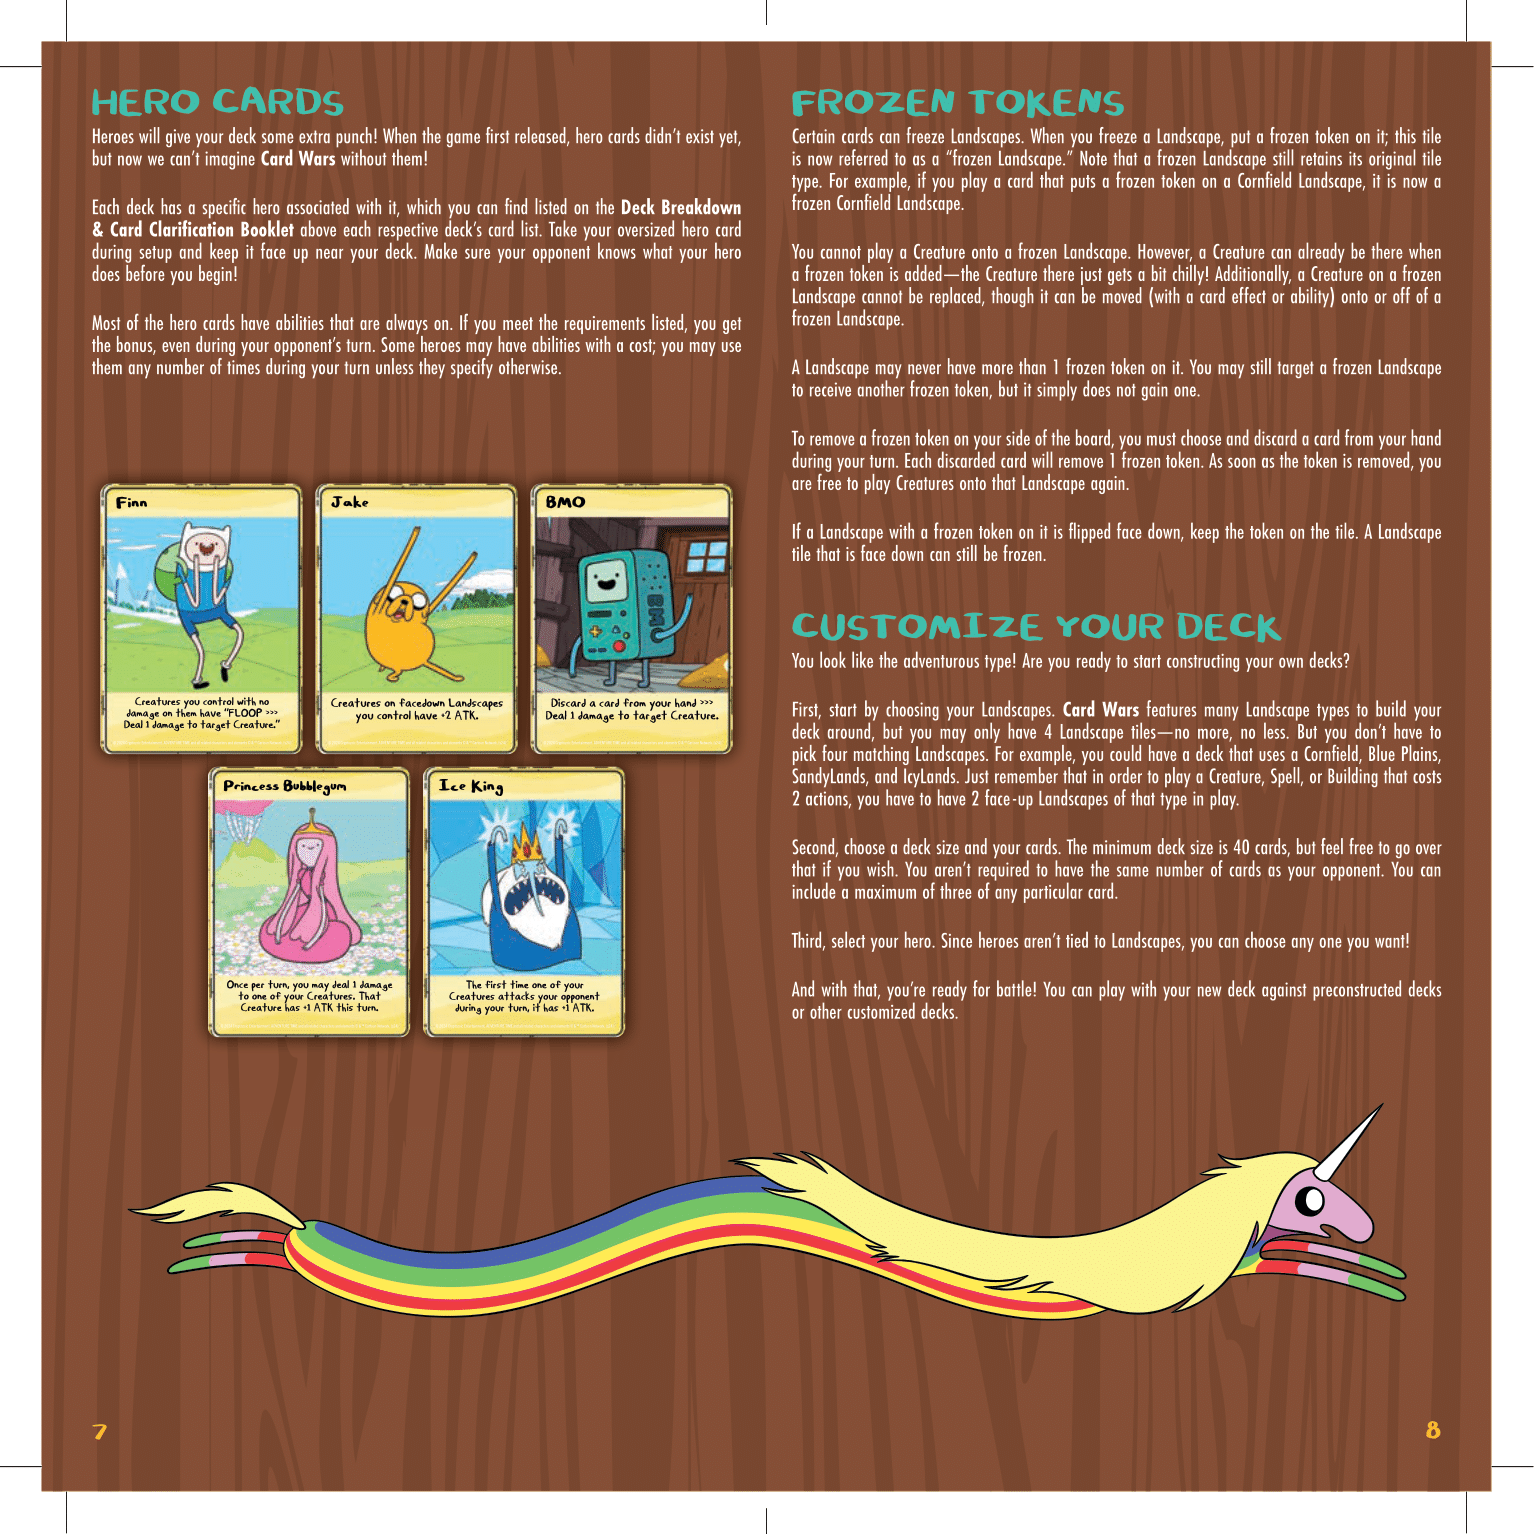 HERO CARDS
Heroes will give your deck some extra punch! When the game first released, hero cards didn't exist yet,
but now we can't imagine Card Wars without them!
Each deck has a specific hero associated with it, which you can find listed on the Deck Breakdown
& Card Clarification Booklet above each respective deck's card list. Take your oversized hero card
during setup and keep it face up near your deck. Make sure your opponent knows what your hero
does before you begin!
Most of the hero cards have abilities that are always on. If you meet the requirements listed, you get
the bonus, even during your opponent's turn. Some heroes may have abilities with a cost; you may use
them any number of times during your turn unless they specify otherwise.
Finn
Creatures you control with no
damage on them have "FLOOP >>>
Deal 1 damage to target Creature."
Jake
Creatures on facedown Landscapes
you control have +2 ATK.
BMO
BMO
Discard a card from your hand >>>
Deal 1 damage to target Creature.
Princess Bubblegum
Once per turn, you may deal 1 damage
to one of your Creatures. That
Creature has +1 ATK this turn.
Ice King
The first time one of your
Creatures attacks your opponent
during your turn, it has +1 ATK.
7
FROZEN TOKENS
Certain cards can freeze Landscapes. When you freeze a Landscape, put a frozen token on it; this tile
is now referred to as a "frozen Landscape." Note that a frozen Landscape still retains its original tile
type. For example, if you play a card that puts a frozen token on a Cornfield Landscape, it is now a
frozen Cornfield Landscape.
You cannot play a Creature onto a frozen Landscape. However, a Creature can already be there when
a frozen token is added—the Creature there just gets a bit chilly! Additionally, a Creature on a frozen
Landscape cannot be replaced, though it can be moved (with a card effect or ability) onto or off of a
frozen Landscape.
A Landscape may never have more than 1 frozen token on it. You may still target a frozen Landscape
to receive another frozen token, but it simply does not gain one.
To remove a frozen token on your side of the board, you must choose and discard a card from your hand
during your turn. Each discarded card will remove 1 frozen token. As soon as the token is removed, you
are free to play Creatures onto that Landscape again.
If a Landscape with a frozen token on it is flipped face down, keep the token on the tile. A Landscape
tile that is face down can still be frozen.
CUSTOMIZE YOUR DECK
You look like the adventurous type! Are you ready to start constructing your own decks?
First, start by choosing your Landscapes. Card Wars features many Landscape types to build your
deck around, but you may only have 4 Landscape tiles—no more, no less. But you don't have to
pick four matching Landscapes. For example, you could have a deck that uses a Cornfield, Blue Plains,
SandyLands, and IcyLands. Just remember that in order to play a Creature, Spell, or Building that costs
2 actions, you have to have 2 face-up Landscapes of that type in play.
Second, choose a deck size and your cards. The minimum deck size is 40 cards, but feel free to go over
that if you wish. You aren't required to have the same number of cards as your opponent. You can
include a maximum of three of any particular card.
Third, select your hero. Since heroes aren't tied to Landscapes, you can choose any one you want!
And with that, you're ready for battle! You can play with your new deck against preconstructed decks
or other customized decks.
8